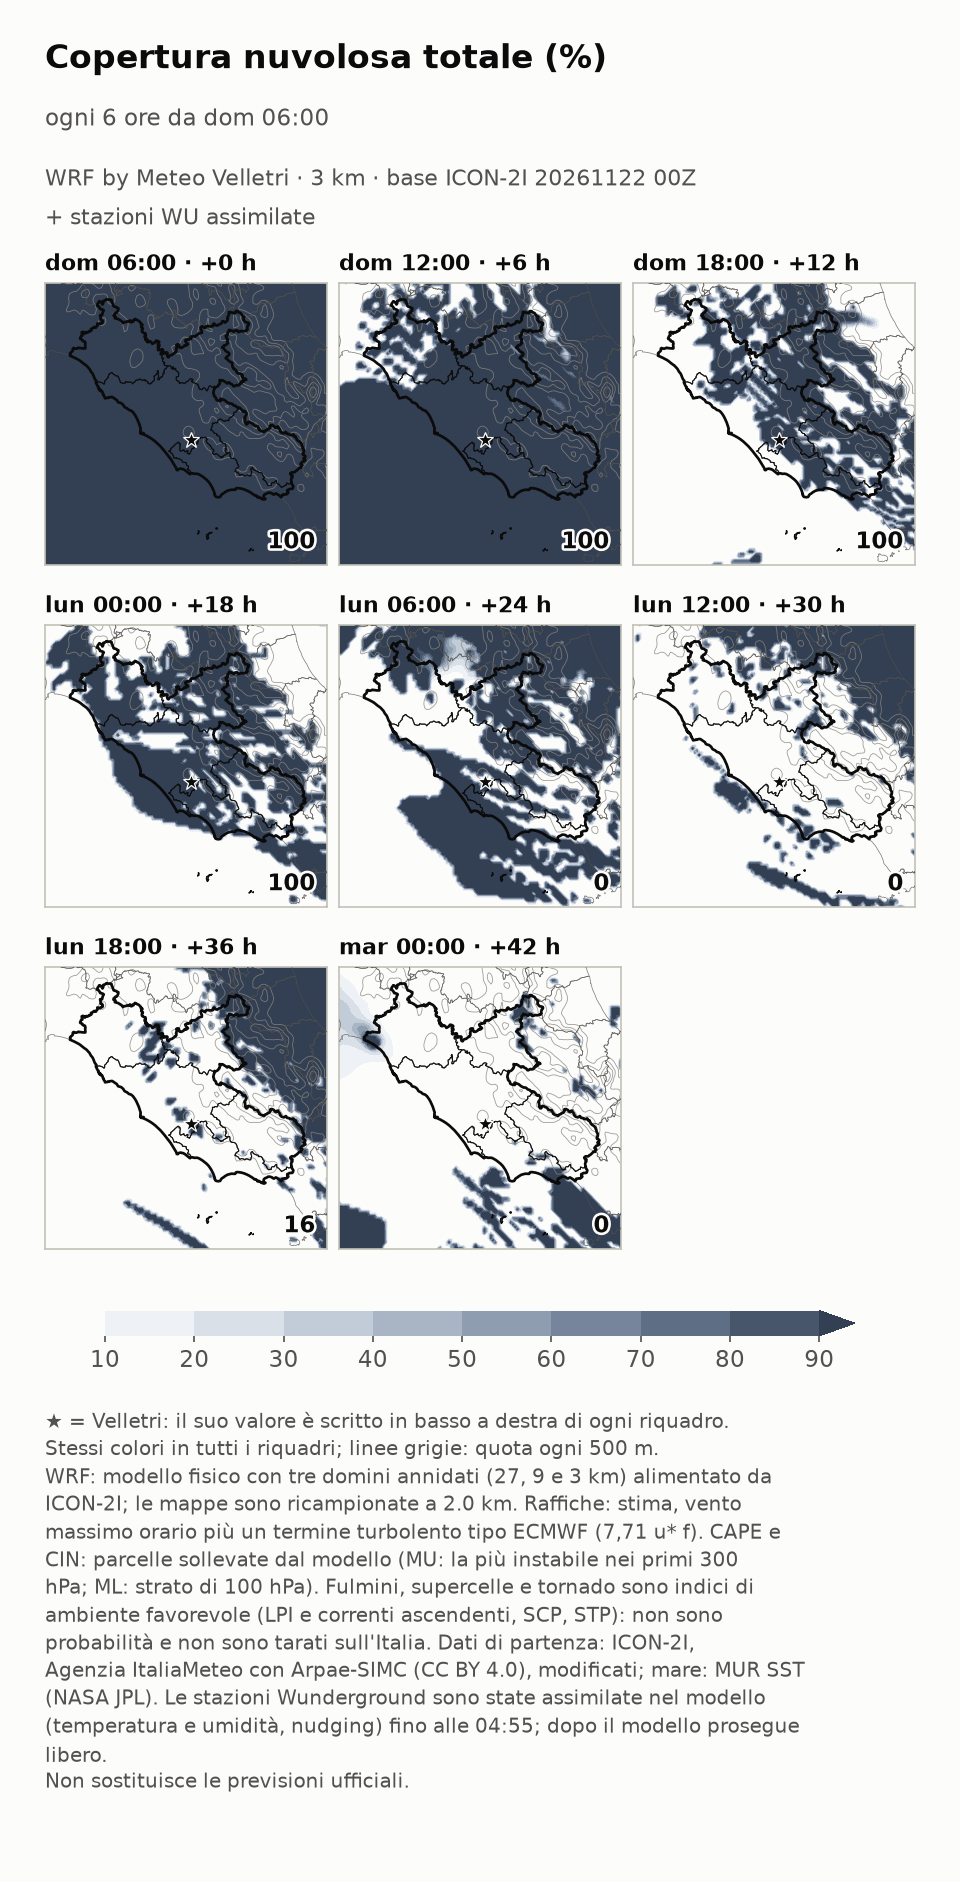 Copertura nuvolosa totale (%)
ogni 6 ore da dom 06:00
WRF by Meteo Velletri · 3 km · base ICON-2I 20261122 00Z
+ stazioni WU assimilate
dom 06:00 · +0 h
dom 12:00 · +6 h
dom 18:00 · +12 h
100
100
100
lun 00:00 · +18 h
lun 06:00 · +24 h
lun 12:00 · +30 h
100
0
0
lun 18:00 · +36 h
mar 00:00 · +42 h
16
0
10 20 30 40 50 60 70 80 90
★ = Velletri: il suo valore è scritto in basso a destra di ogni riquadro.
Stessi colori in tutti i riquadri; linee grigie: quota ogni 500 m.
WRF: modello fisico con tre domini annidati (27, 9 e 3 km) alimentato da
ICON-2I; le mappe sono ricampionate a 2.0 km. Raffiche: stima, vento
massimo orario più un termine turbolento tipo ECMWF (7,71 u* f). CAPE e
CIN: parcelle sollevate dal modello (MU: la più instabile nei primi 300
hPa; ML: strato di 100 hPa). Fulmini, supercelle e tornado sono indici di
ambiente favorevole (LPI e correnti ascendenti, SCP, STP): non sono
probabilità e non sono tarati sull'Italia. Dati di partenza: ICON-2I,
Agenzia ItaliaMeteo con Arpae-SIMC (CC BY 4.0), modificati; mare: MUR SST
(NASA JPL). Le stazioni Wunderground sono state assimilate nel modello
(temperatura e umidità, nudging) fino alle 04:55; dopo il modello prosegue
libero.
Non sostituisce le previsioni ufficiali.